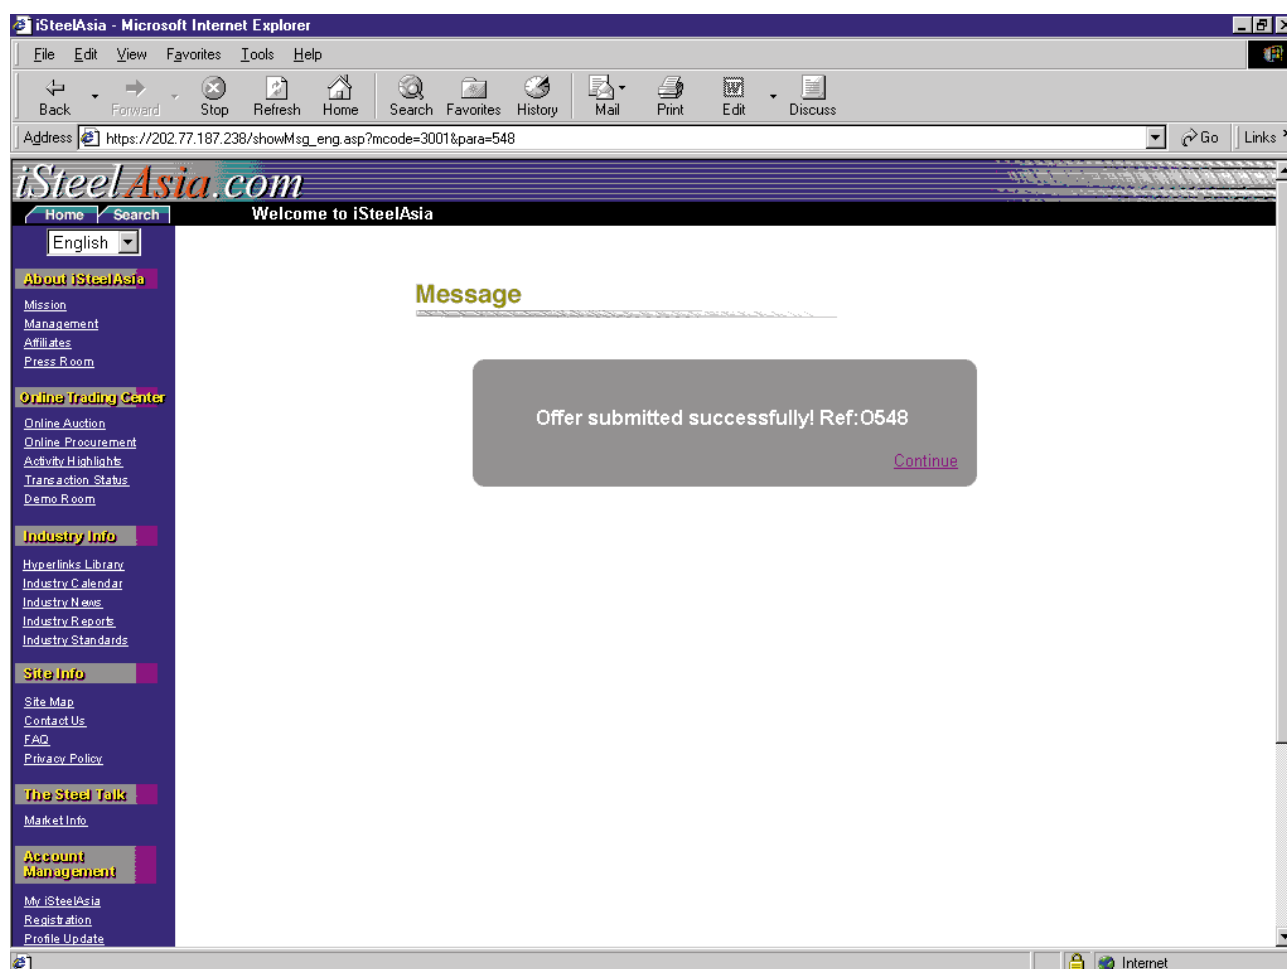 iSteelAsia - Microsoft Internet Explorer
File Edit View Favorites Tools Help
Back Forward Stop Refresh Home Search Favorites History Mail Print Edit Discuss
Address https://202.77.187.238/showMsg_eng.asp?mcode=3001&para=548 Go Links
iSteelAsia.com
Home Search Welcome to iSteelAsia
English
About iSteelAsia
Mission
Management
Affiliates
Press Room
Online Trading Center
Online Auction
Online Procurement
Activity Highlights
Transaction Status
Demo Room
Industry Info
Hyperlinks Library
Industry Calendar
Industry News
Industry Reports
Industry Standards
Site Info
Site Map
Contact Us
FAQ
Privacy Policy
The Steel Talk
Market Info
Account
Management
My iSteelAsia
Registration
Profile Update
Message
Offer submitted successfully! Ref:O548
Continue
Internet